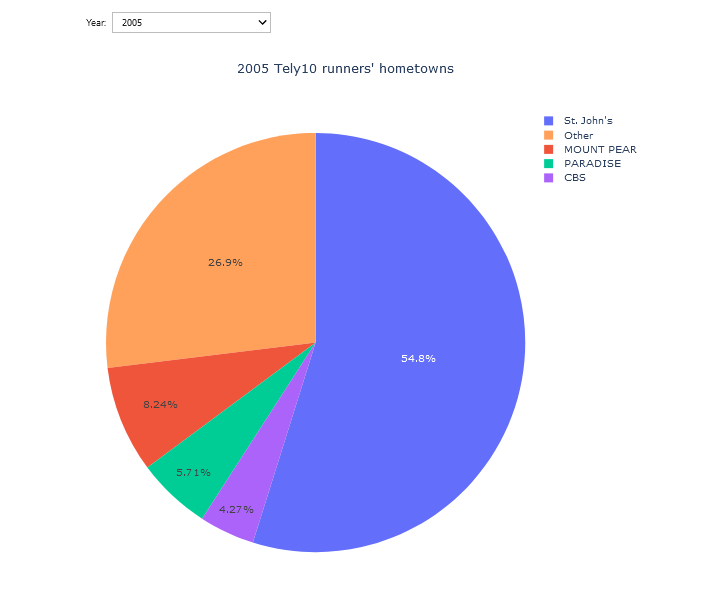 Year: 2005
2005 Tely10 runners' hometowns
St. John's
Other
MOUNT PEAR
PARADISE
CBS
26.9%
54.8%
8.24%
5.71%
4.27%